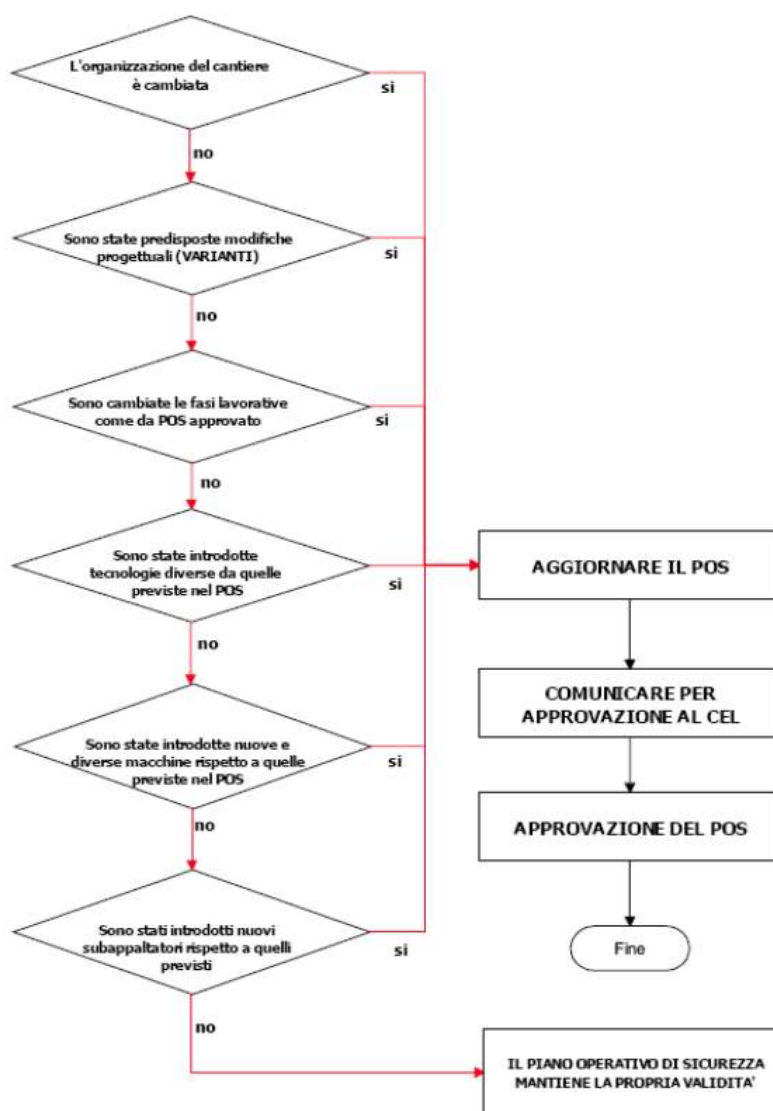 L'organizzazione del cantiere
è cambiata
si
no
Sono state predisposte modifiche
progettuali (VARIANTI)
si
no
Sono cambiate le fasi lavorative
come da POS approvato
si
no
Sono state introdotte
tecnologie diverse da quelle
previste nel POS
si
AGGIORNARE IL POS
no
COMUNICARE PER
APPROVAZIONE AL CEL
Sono state introdotte nuove e
diverse macchine rispetto a quelle
previste nel POS
si
APPROVAZIONE DEL POS
no
Sono stati introdotti nuovi
subappaltatori rispetto a quelli
previsti
si
Fine
no
IL PIANO OPERATIVO DI SICUREZZA
MANTIENE LA PROPRIA VALIDITA'